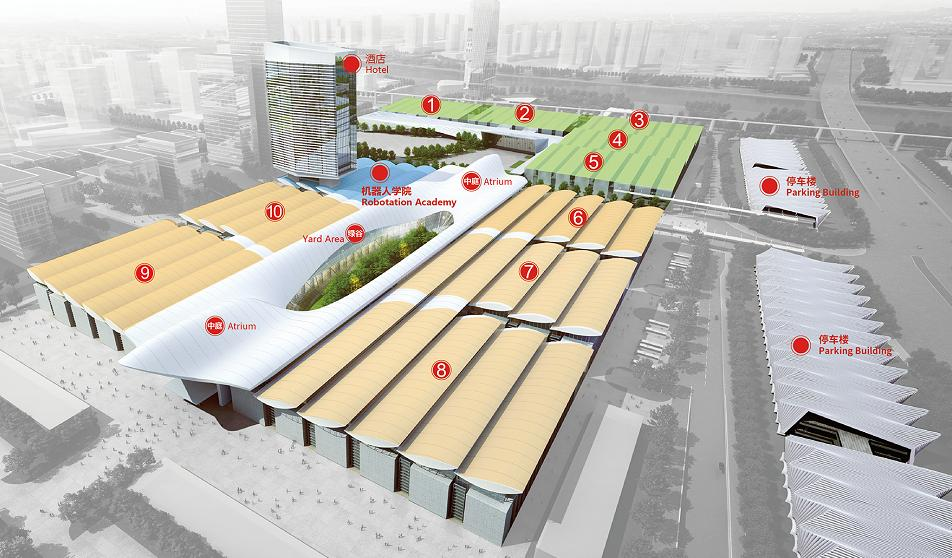 酒店
Hotel
1
2
3
4
5
中庭 Atrium
停车楼
Parking Building
机器人学院
Robotation Academy
10
6
Yard Area 绿谷
9
7
中庭 Atrium
停车楼
Parking Building
8